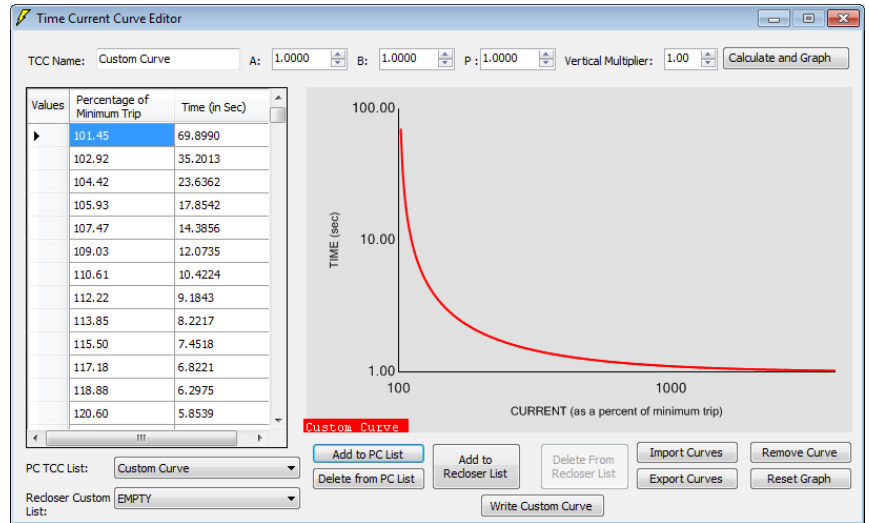 Time Current Curve Editor
TCC Name: Custom Curve A: 1.0000 B: 1.0000 P : 1.0000 Vertical Multiplier: 1.00 Calculate and Graph
Values Percentage of Minimum Trip Time (in Sec)
101.45 69.8990
102.92 35.2013
104.42 23.6362
105.93 17.8542
107.47 14.3856
109.03 12.0735
110.61 10.4224
112.22 9.1843
113.85 8.2217
115.50 7.4518
117.18 6.8221
118.88 6.2975
120.60 5.8539
100.00
10.00
1.00
TIME (sec)
100 1000
CURRENT (as a percent of minimum trip)
Custom Curve
PC TCC List: Custom Curve
Recloser Custom List: EMPTY
Add to PC List
Delete from PC List
Add to Recloser List
Delete From Recloser List
Import Curves
Export Curves
Remove Curve
Reset Graph
Write Custom Curve